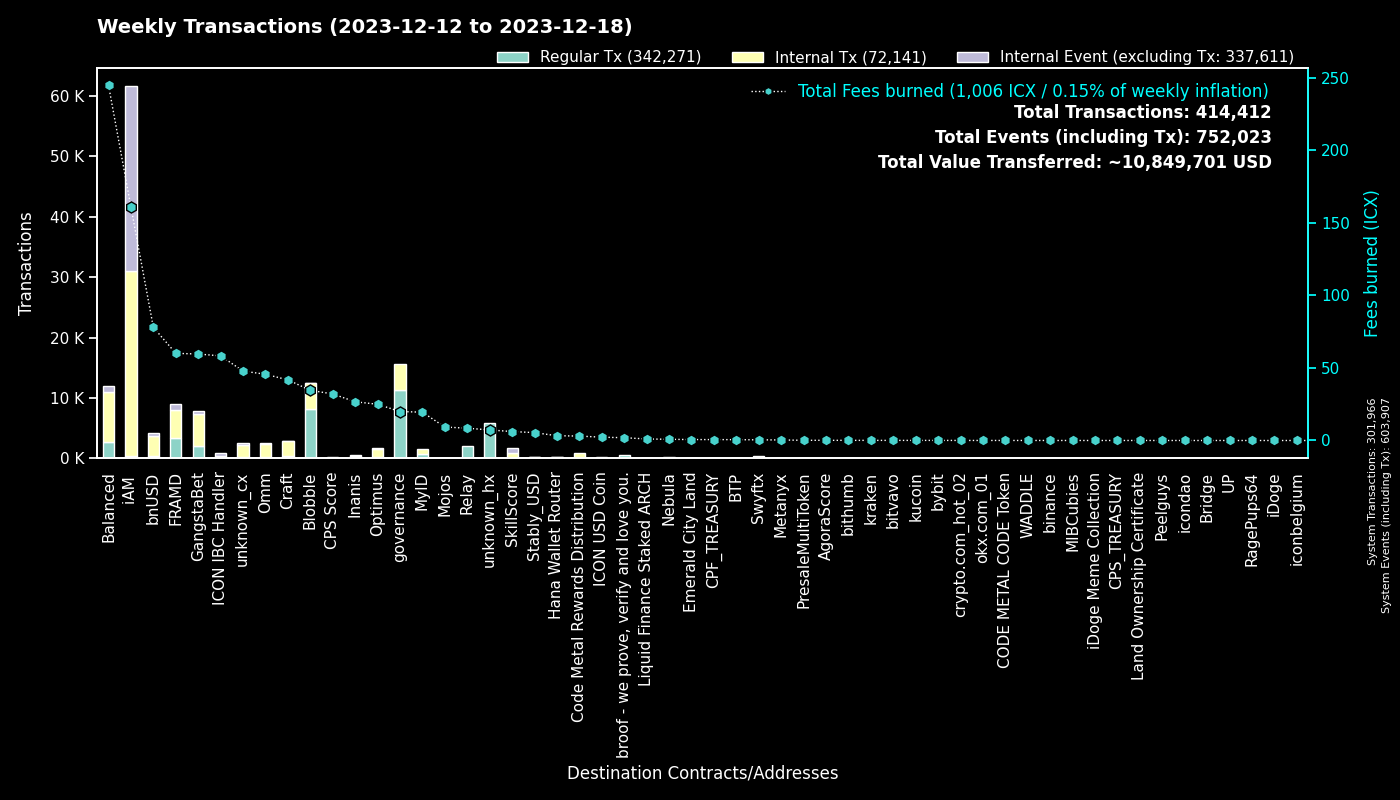 Weekly Transactions (2023-12-12 to 2023-12-18)
Regular Tx (342,271)
Internal Tx (72,141)
Internal Event (excluding Tx: 337,611)
Total Fees burned (1,006 ICX / 0.15% of weekly inflation)
Total Transactions: 414,412
Total Events (including Tx): 752,023
Total Value Transferred: ~10,849,701 USD
Transactions
60 K
50 K
40 K
30 K
20 K
10 K
0 K
250
200
150
100
50
0
Fees burned (ICX)
System Transactions: 301,966
System Events (including Tx): 603,907
Balanced
iAM
bnUSD
FRAMD
GangstaBet
ICON IBC Handler
unknown_cx
Omm
Craft
Blobble
CPS Score
Inanis
Optimus
governance
MyID
Mojos
Relay
unknown_hx
SkillScore
Stably_USD
Hana Wallet Router
Code Metal Rewards Distribution
ICON USD Coin
broof - we prove, verify and love you.
Liquid Finance Staked ARCH
Nebula
Emerald City Land
CPF_TREASURY
BTP
Swyftx
Metanyx
PresaleMultiToken
AgoraScore
bithumb
kraken
bitvavo
kucoin
bybit
crypto.com_hot_02
okx.com_01
CODE METAL CODE Token
WADDLE
binance
MIBCubies
iDoge Meme Collection
CPS_TREASURY
Land Ownership Certificate
Peelguys
icondao
Bridge
UP
RagePups64
iDoge
iconbelgium
Destination Contracts/Addresses